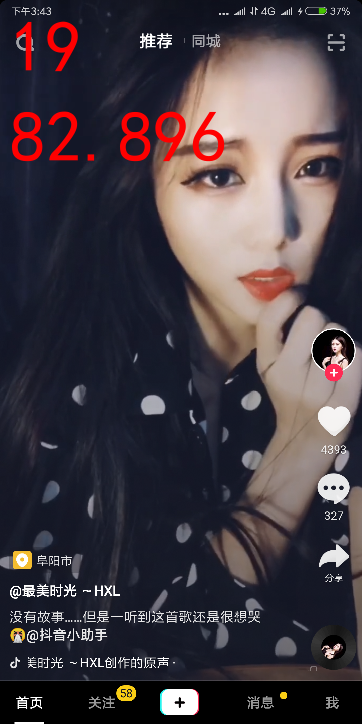 下午3:43 ... 4G 37%
19
推荐 同城
82.896
4393
327
分享
阜阳市
@最美时光 ~HXL
没有故事……但是一听到这首歌还是很想哭
@抖音小助手
美时光 ~HXL创作的原声·
首页 关注 58 消息 我